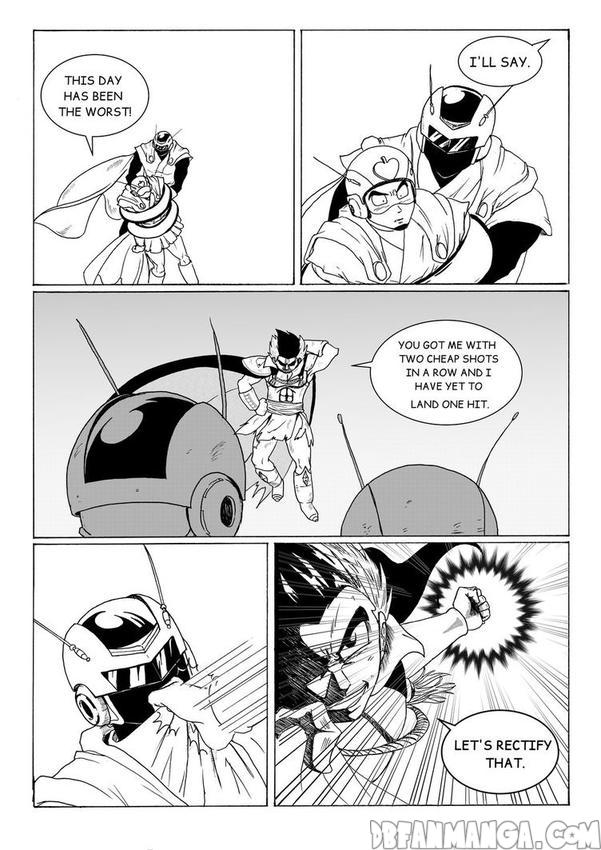 THIS DAY
HAS BEEN
THE WORST!
I'LL SAY.
YOU GOT ME WITH
TWO CHEAP SHOTS
IN A ROW AND I
HAVE YET TO
LAND ONE HIT.
LET'S RECTIFY
THAT.
DBFANMANGA.COM